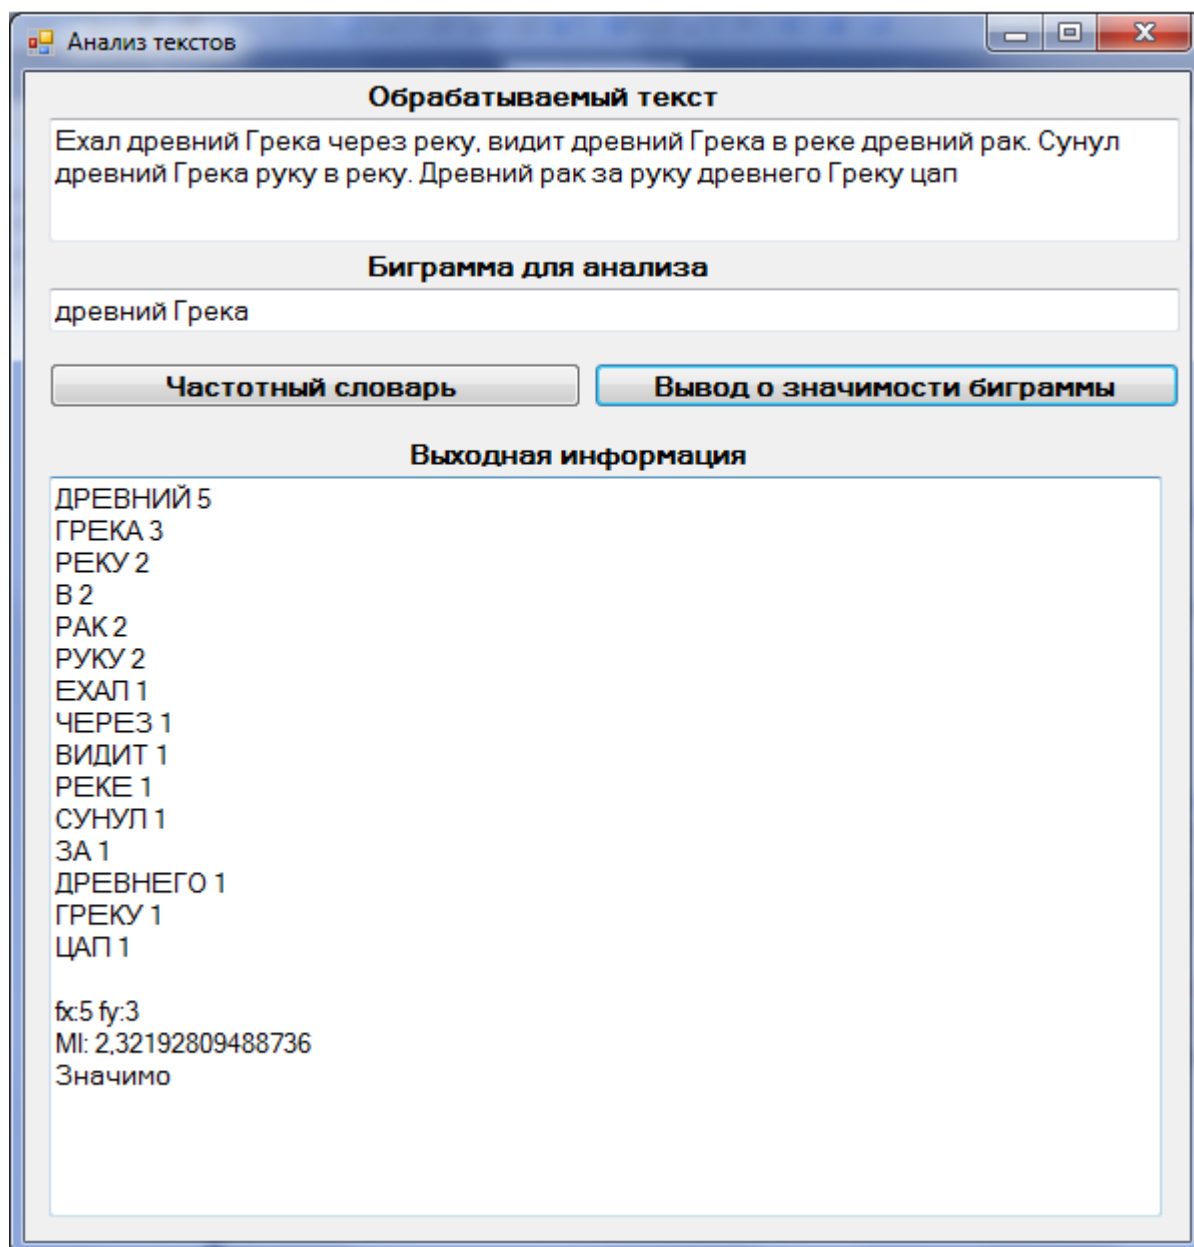 Анализ текстов
Обрабатываемый текст
Ехал древний Грека через реку, видит древний Грека в реке древний рак. Сунул
древний Грека руку в реку. Древний рак за руку древнего Греку цап
Биграмма для анализа
древний Грека
Частотный словарь Вывод о значимости биграммы
Выходная информация
ДРЕВНИЙ 5
ГРЕКА 3
РЕКУ 2
В 2
РАК 2
РУКУ 2
ЕХАЛ 1
ЧЕРЕЗ 1
ВИДИТ 1
РЕКЕ 1
СУНУЛ 1
ЗА 1
ДРЕВНЕГО 1
ГРЕКУ 1
ЦАП 1
fx:5 fy:3
MI: 2,32192809488736
Значимо